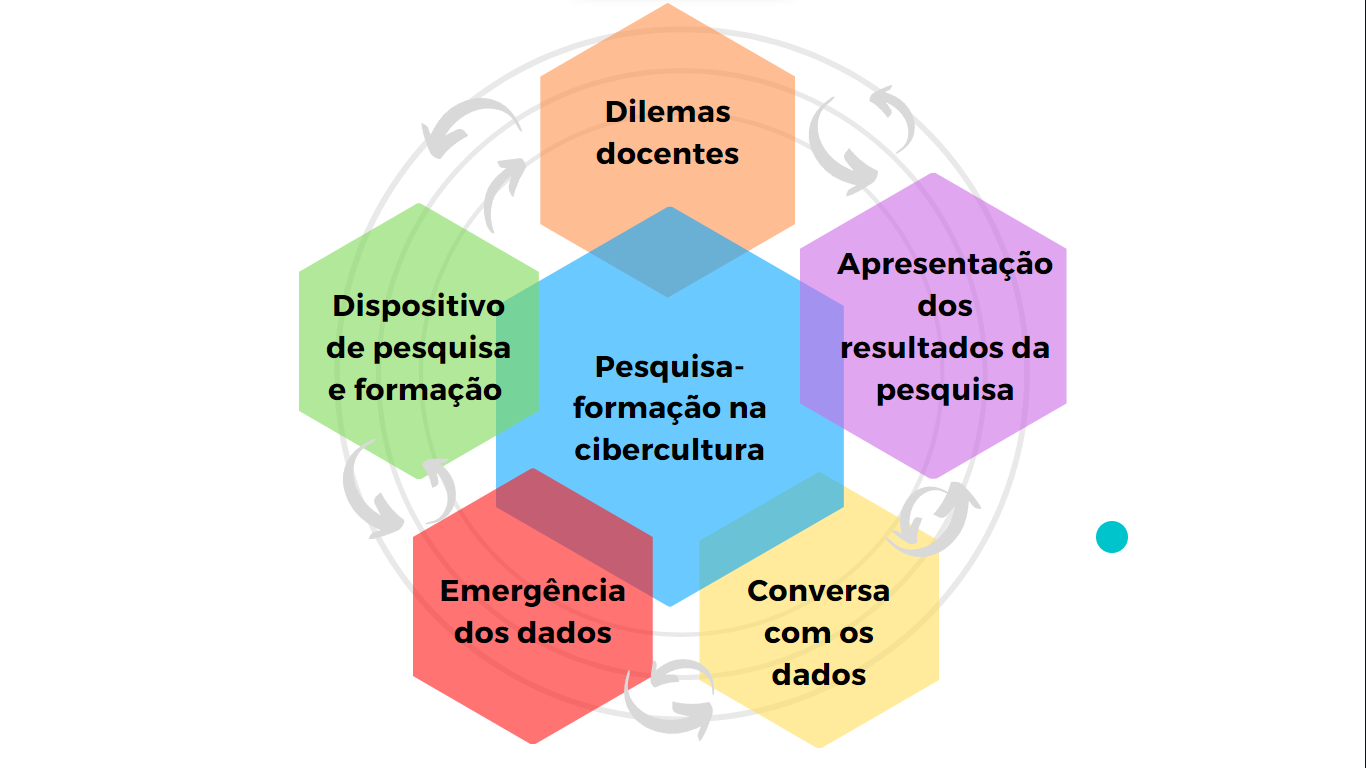 Dilemas
docentes
Apresentação
dos
resultados da
pesquisa
Dispositivo
de pesquisa
e formação
Pesquisa-
formação na
cibercultura
Emergência
dos dados
Conversa
com os
dados